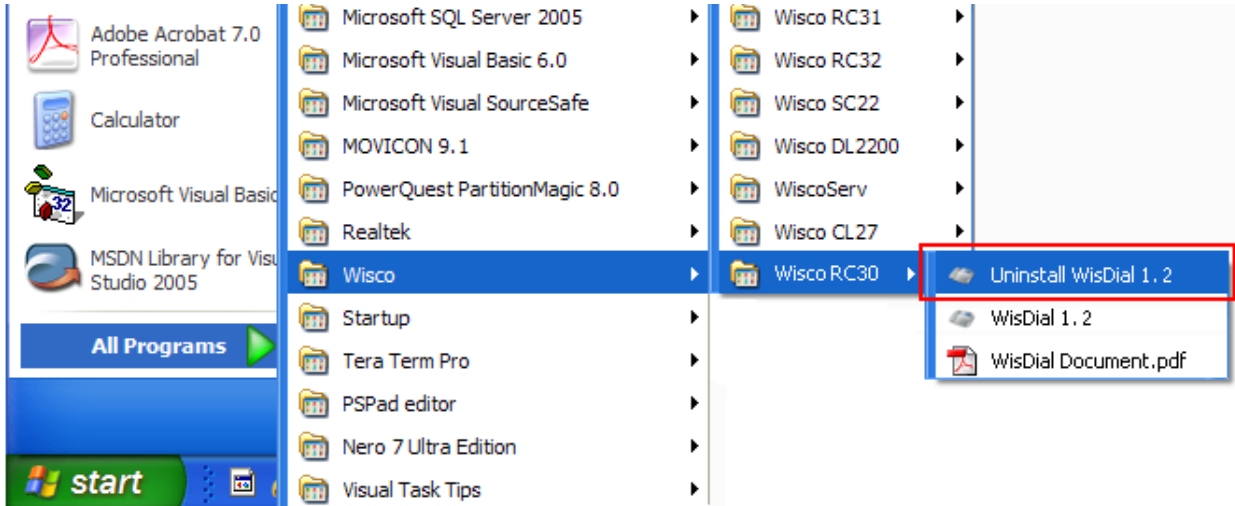 Adobe Acrobat 7.0
Professional
Calculator
Microsoft Visual Basic
32
MSDN Library for Visu
Studio 2005
All Programs
start
Microsoft SQL Server 2005
Microsoft Visual Basic 6.0
Microsoft Visual SourceSafe
MOVICON 9.1
PowerQuest PartitionMagic 8.0
Realtek
Wisco
Startup
Tera Term Pro
PSPad editor
Nero 7 Ultra Edition
Visual Task Tips
Wisco RC31
Wisco RC32
Wisco SC22
Wisco DL2200
WiscoServ
Wisco CL27
Wisco RC30
Uninstall WisDial 1.2
WisDial 1.2
WisDial Document.pdf